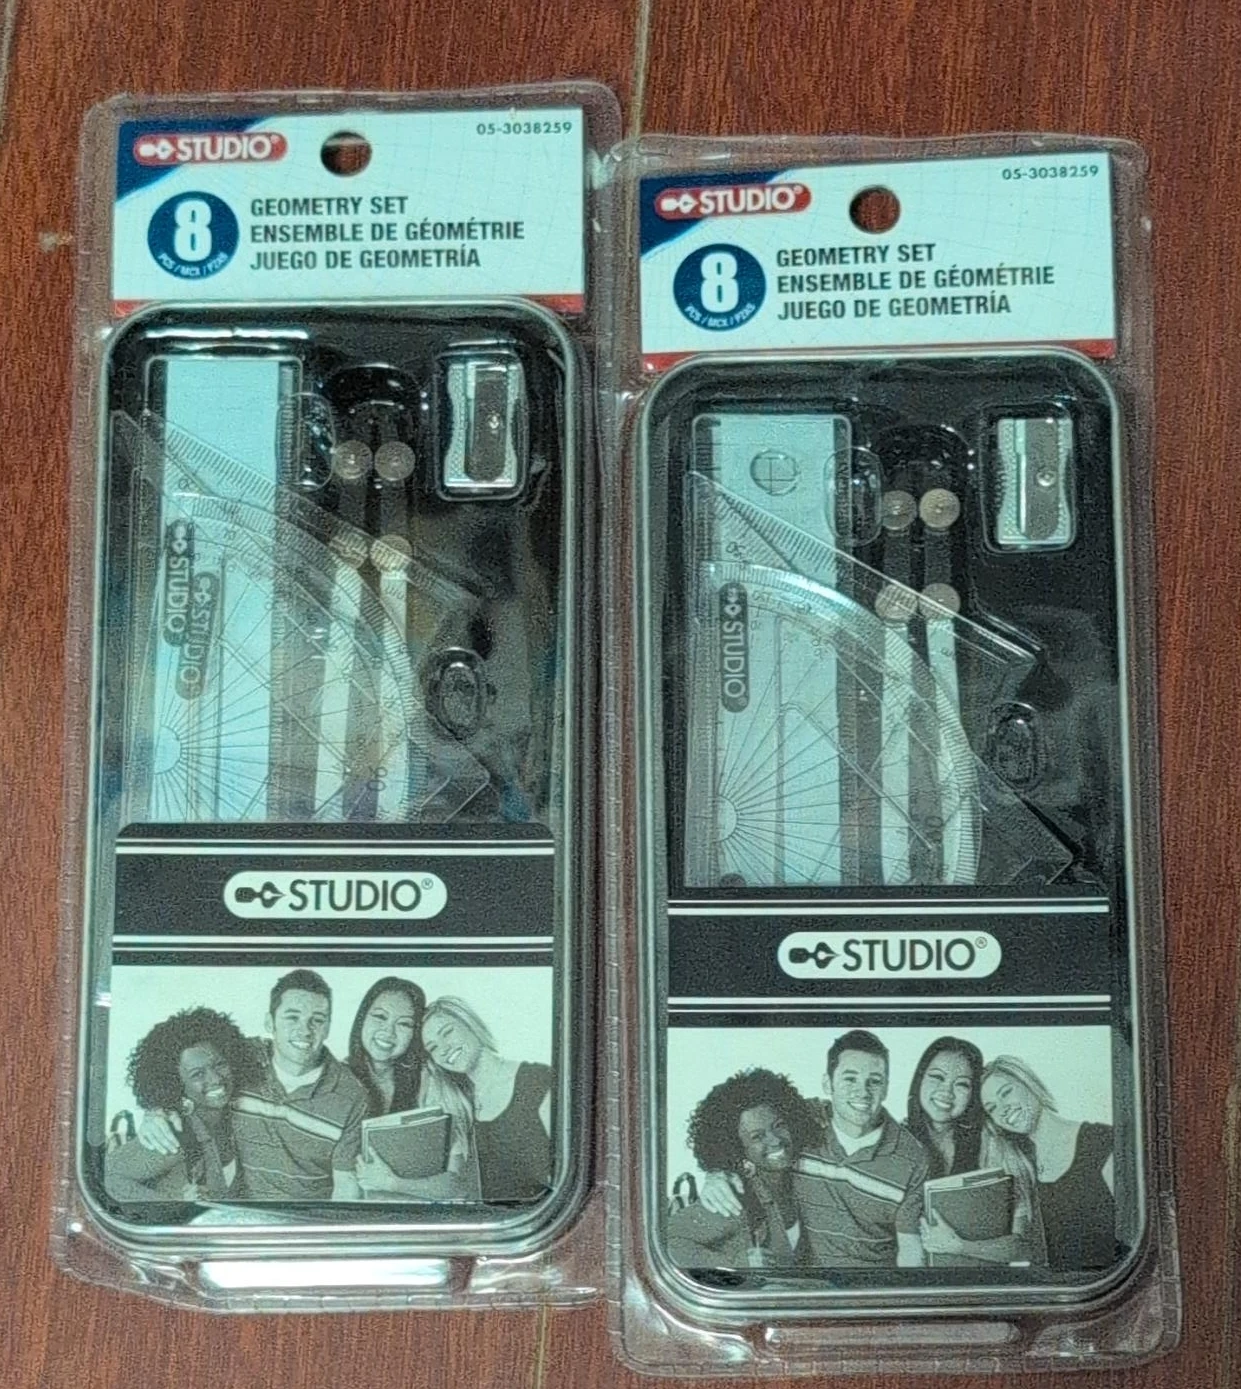 STUDIO®
05-3038259
8
PCS / MCX / PZAS
GEOMETRY SET
ENSEMBLE DE GÉOMÉTRIE
JUEGO DE GEOMETRÍA
STUDIO
STUDIO
STUDIO®
STUDIO®
05-3038259
8
PCS / MCX / PZAS
GEOMETRY SET
ENSEMBLE DE GÉOMÉTRIE
JUEGO DE GEOMETRÍA
STUDIO
STUDIO®